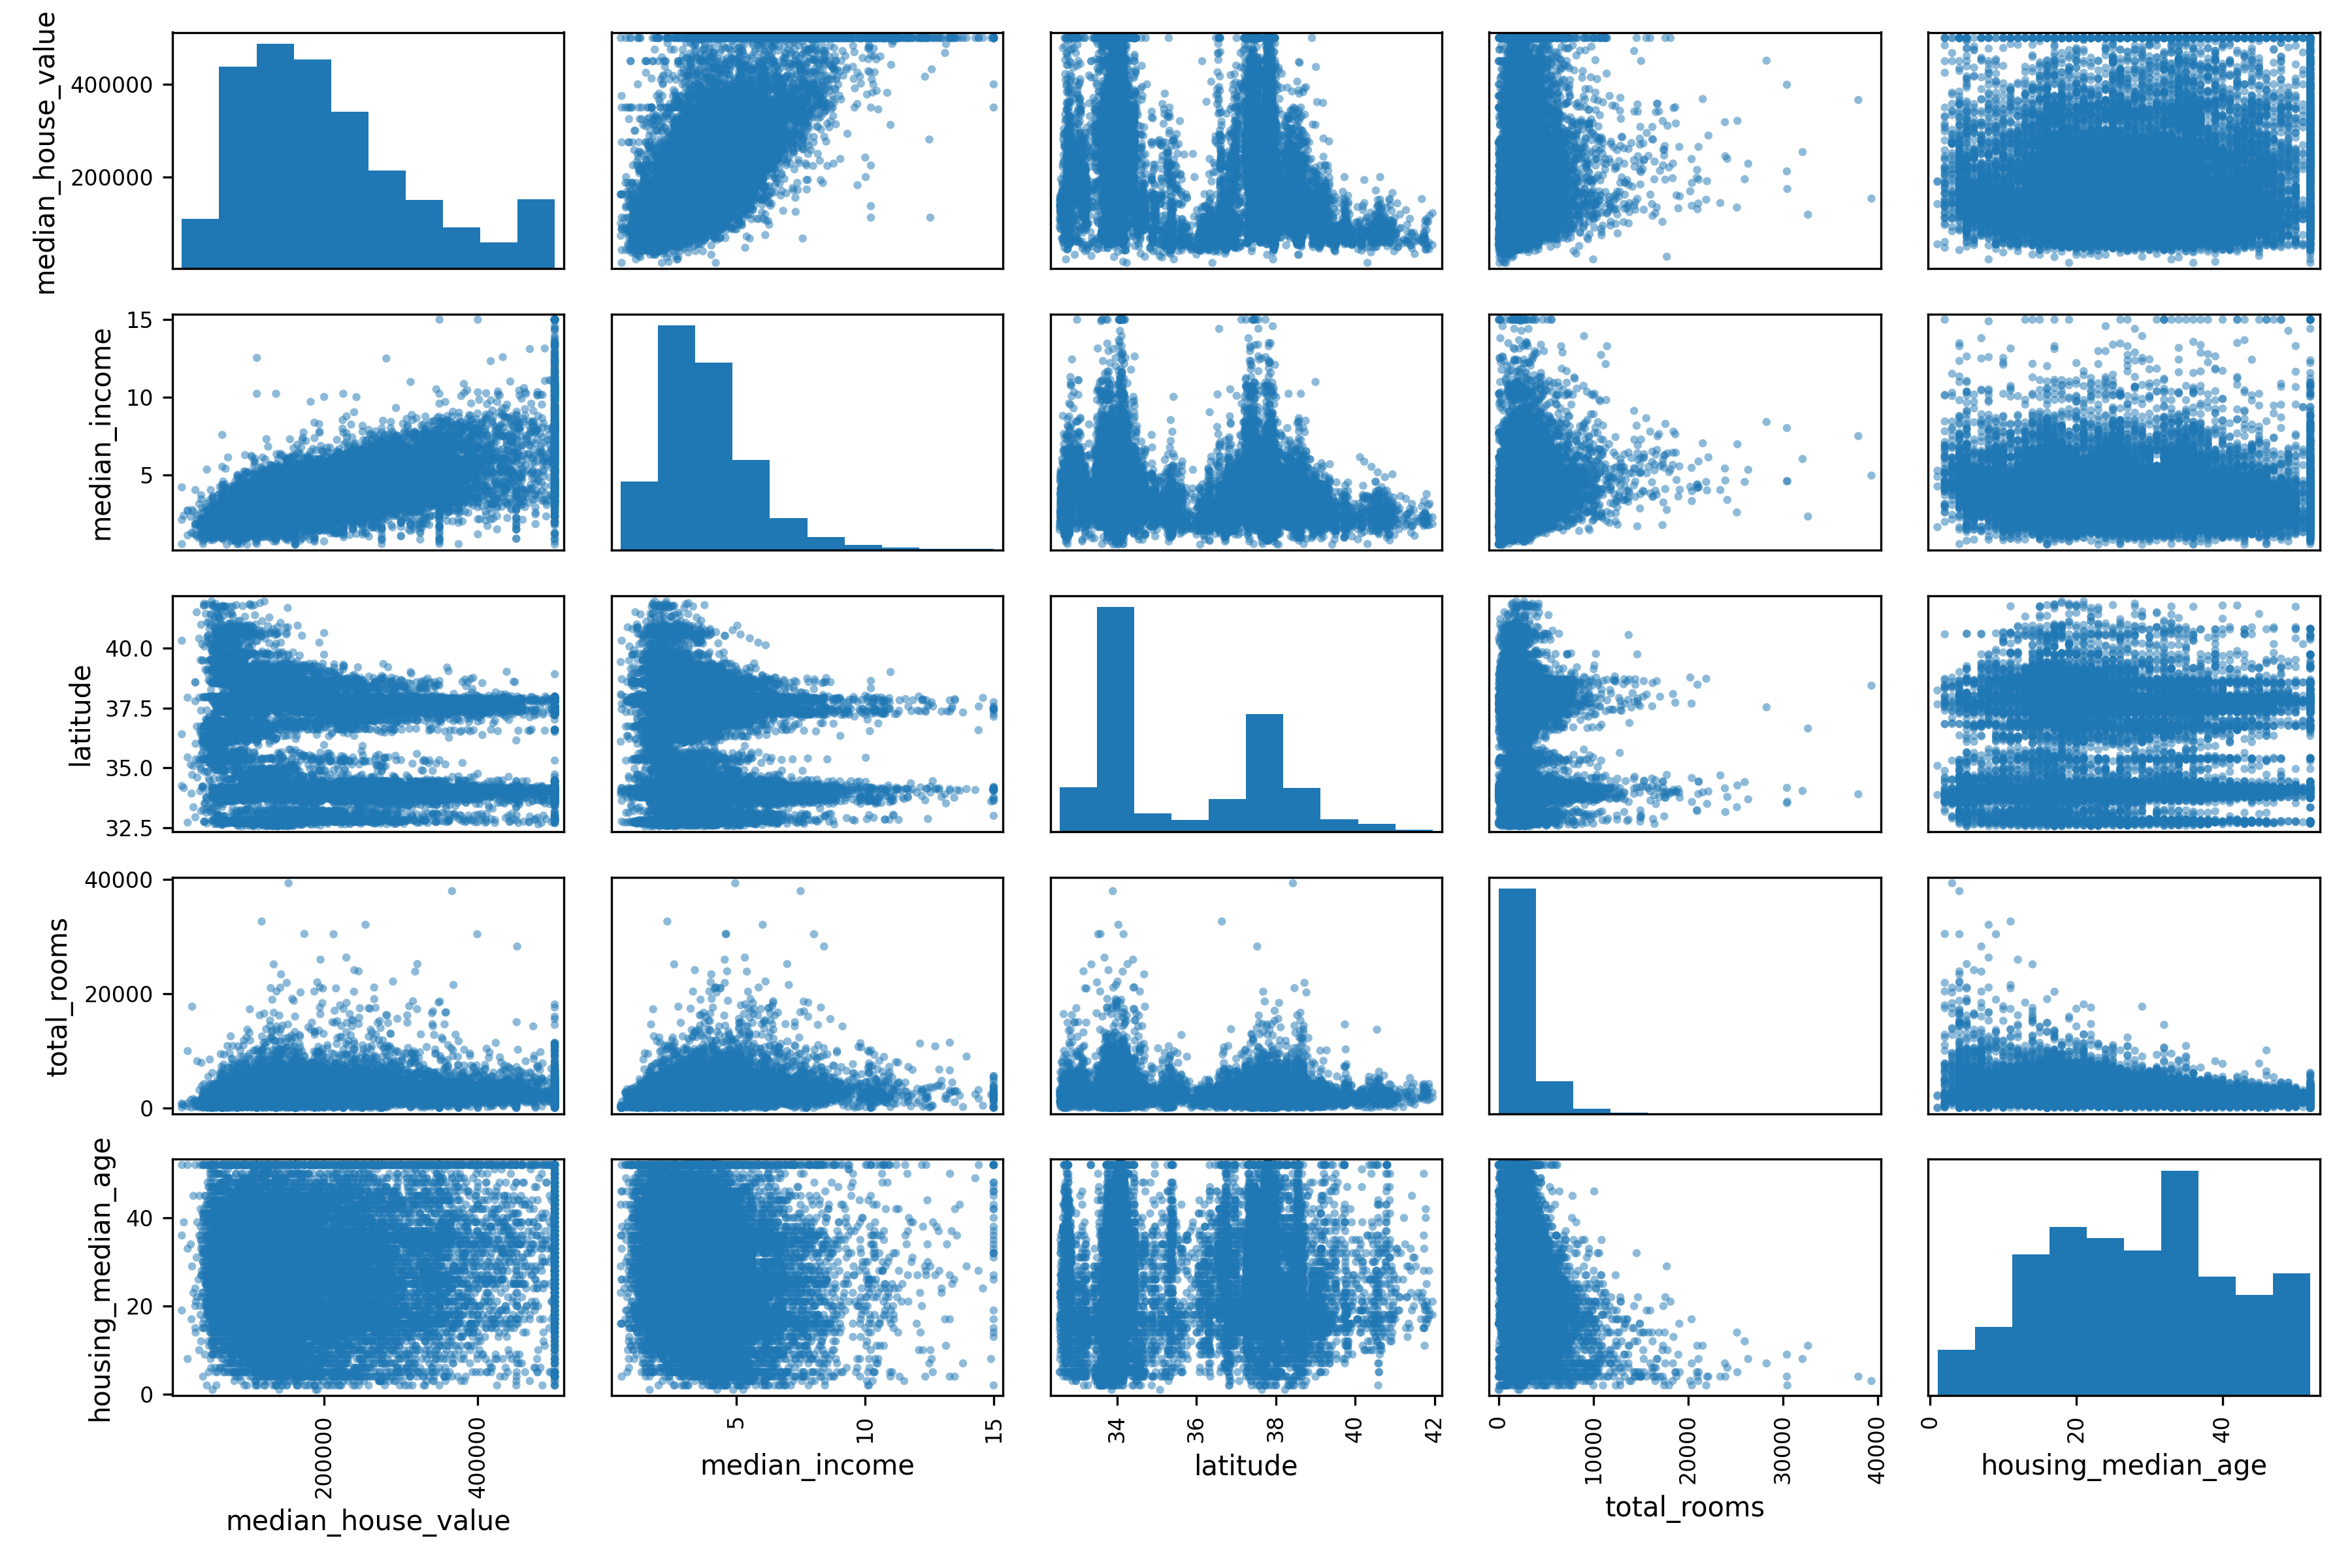 median_house_value
400000
200000
median_income
15
10
5
latitude
40.0
37.5
35.0
32.5
total_rooms
40000
20000
0
housing_median_age
40
20
0
200000 400000
5 10 15
34 36 38 40 42
0 10000 20000 30000 40000
0 20 40
median_house_value
median_income
latitude
total_rooms
housing_median_age